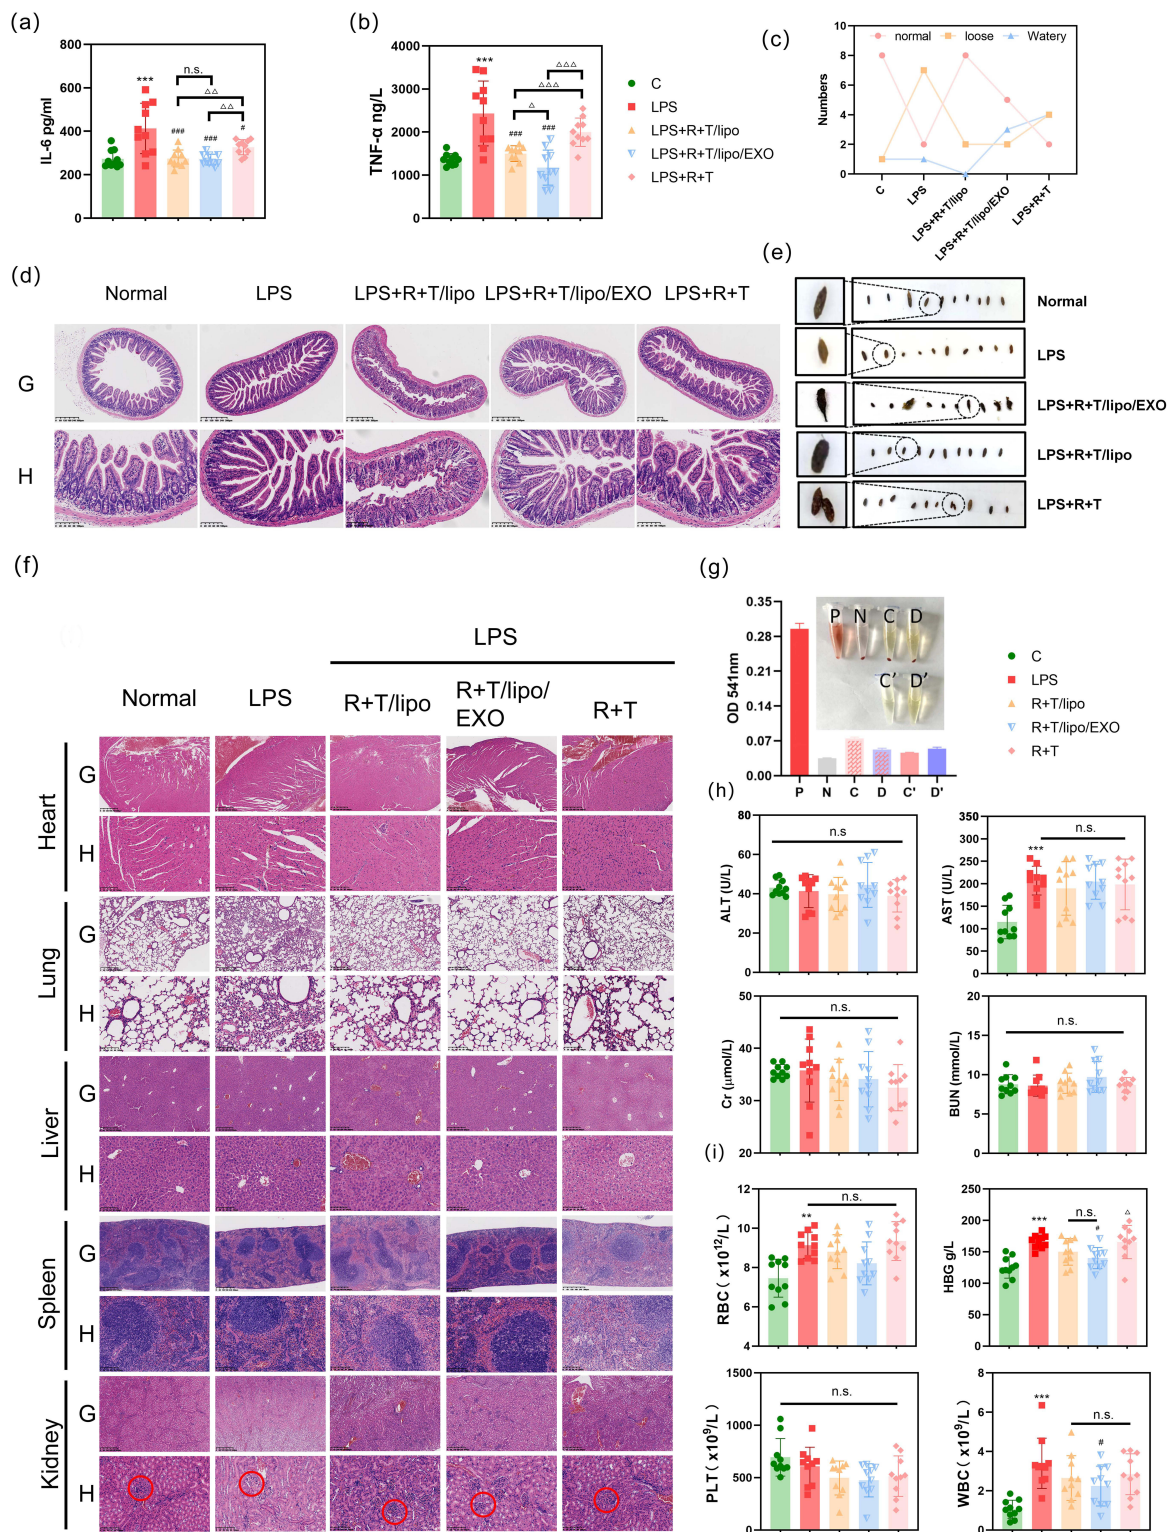 (a)
800
600
400
200
0
IL-6 pg/ml
***
n.s.
△△
△△
###
###
#
(b)
4000
3000
2000
1000
0
TNF-α ng/L
***
△△△
△△△
△
###
###
C
LPS
LPS+R+T/lipo
LPS+R+T/lipo/EXO
LPS+R+T
(c)
normal
loose
Watery
10
8
6
4
2
0
Numbers
C
LPS
LPS+R+T/lipo
LPS+R+T/lipo/EXO
LPS+R+T
(d)
Normal
LPS
LPS+R+T/lipo
LPS+R+T/lipo/EXO
LPS+R+T
G
H
(e)
Normal
LPS
LPS+R+T/lipo/EXO
LPS+R+T/lipo
LPS+R+T
(f)
LPS
Normal
LPS
R+T/lipo
R+T/lipo/
EXO
R+T
Heart
G
H
Lung
G
H
Liver
G
H
Spleen
G
H
Kidney
G
H
(g)
0.35
0.28
0.21
0.14
0.07
0.00
OD 541nm
P N C D
C' D'
P
N
C
D
C'
D'
C
LPS
R+T/lipo
R+T/lipo/EXO
R+T
(h)
80
60
40
20
0
ALT (U/L)
n.s
350
300
250
200
150
100
50
0
AST (U/L)
***
n.s.
50
40
30
20
Cr (μmol/L)
n.s.
20
15
10
5
0
BUN (mmol/L)
n.s.
(i)
12
10
8
6
4
RBC ( x10¹²/L)
**
n.s.
250
200
150
100
50
0
HBG g/L
***
n.s.
#
△
1500
1000
500
0
PLT ( x10⁹/L)
n.s.
8
6
4
2
0
WBC ( x10⁹/L)
***
n.s.
#